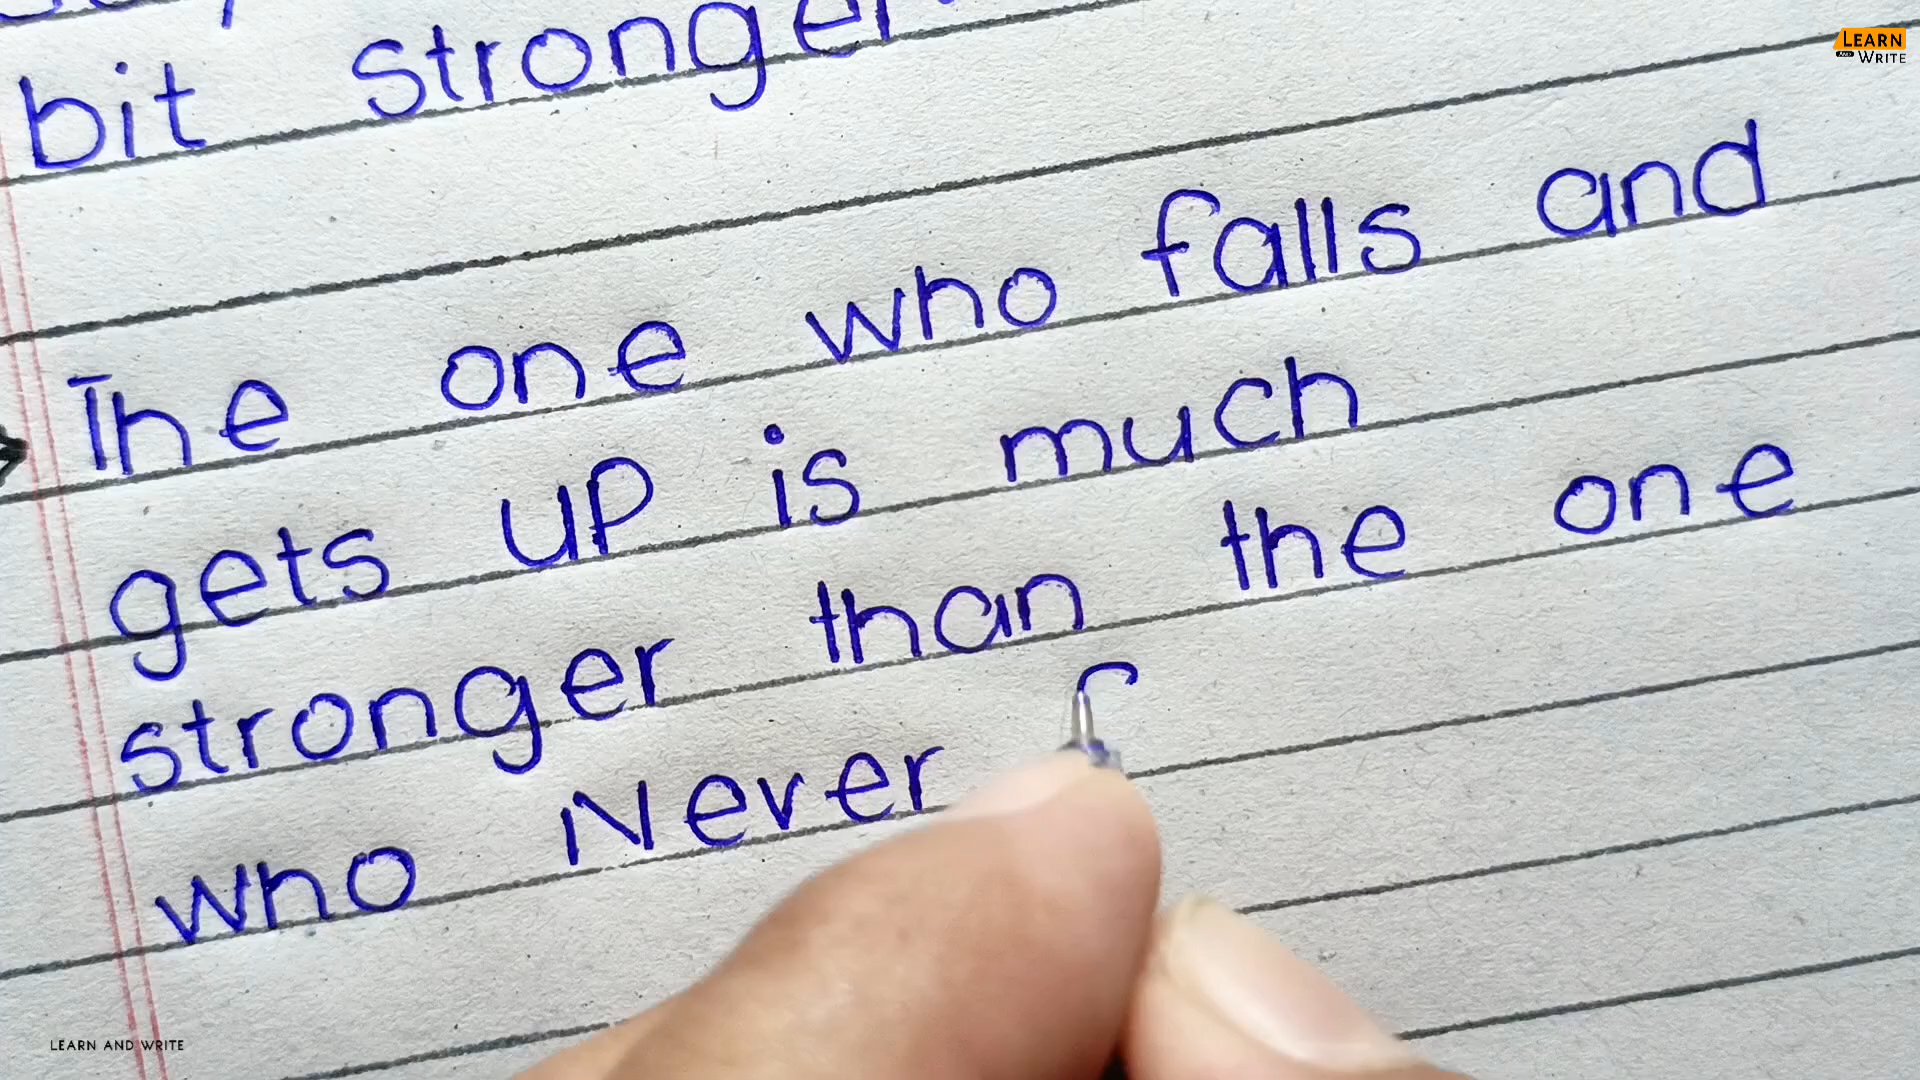 bit stronger.
LEARN
AND WRITE
The one who falls and
gets up is much
stronger than the one
who Never
LEARN AND WRITE